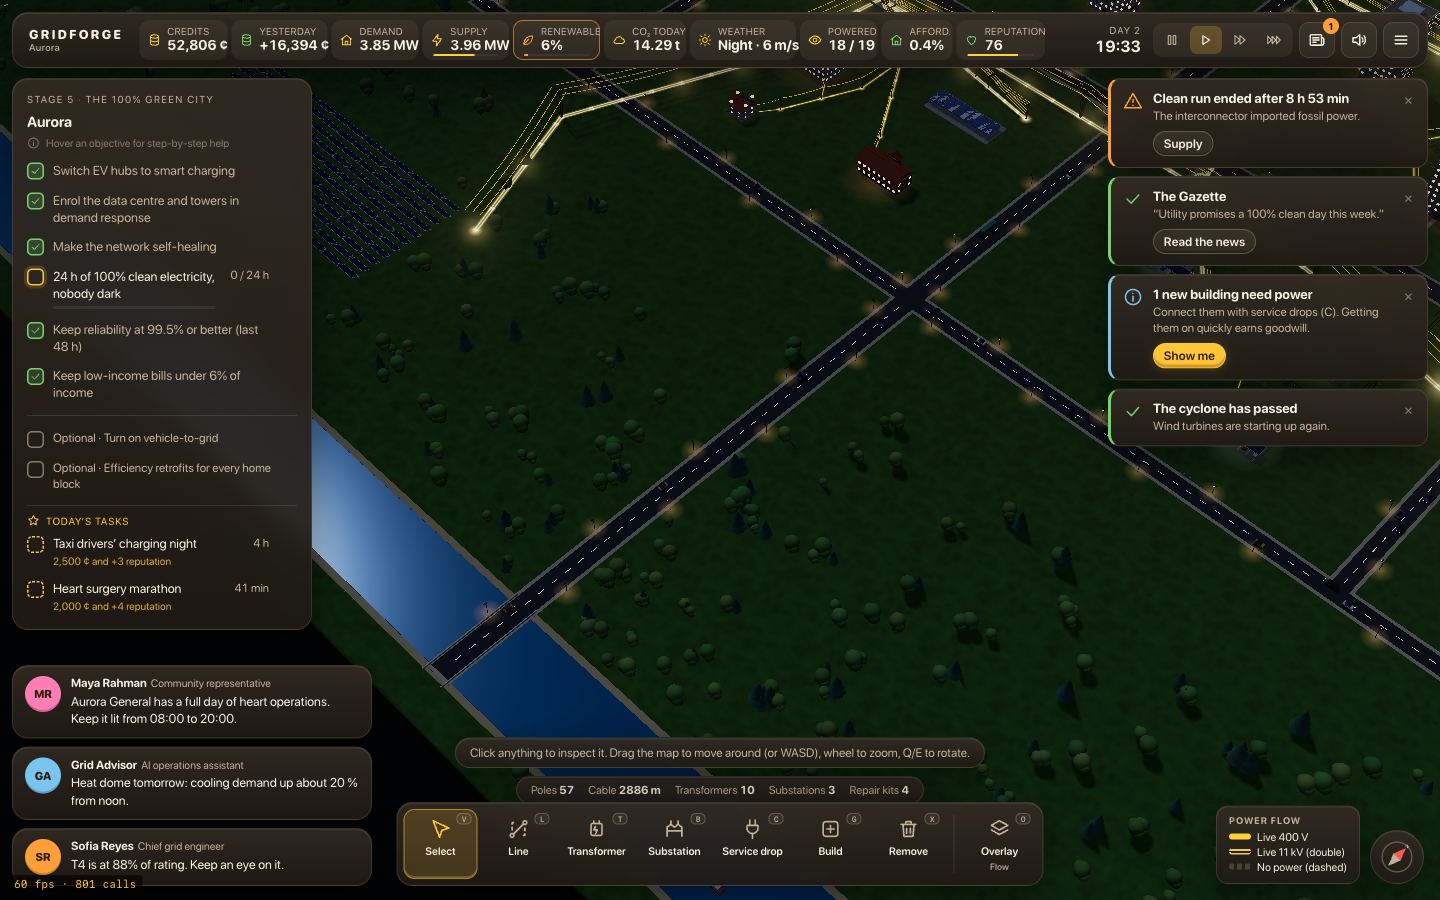 GRIDFORGE
Aurora
CREDITS
52,806 ¢
YESTERDAY
+16,394 ¢
DEMAND
3.85 MW
SUPPLY
3.96 MW
RENEWABLE
6%
CO₂ TODAY
14.29 t
WEATHER
Night · 6 m/s
POWERED
18 / 19
AFFORD.
0.4%
REPUTATION
76
DAY 2
19:33
1
STAGE 5 · THE 100% GREEN CITY
Aurora
Hover an objective for step-by-step help
Switch EV hubs to smart charging
Enrol the data centre and towers in
demand response
Make the network self-healing
24 h of 100% clean electricity,
nobody dark
0 / 24 h
Keep reliability at 99.5% or better (last
48 h)
Keep low-income bills under 6% of
income
Optional · Turn on vehicle-to-grid
Optional · Efficiency retrofits for every home
block
TODAY'S TASKS
Taxi drivers’ charging night 4 h
2,500 ¢ and +3 reputation
Heart surgery marathon 41 min
2,000 ¢ and +4 reputation
Clean run ended after 8 h 53 min
The interconnector imported fossil power.
Supply
The Gazette
“Utility promises a 100% clean day this week.”
Read the news
1 new building need power
Connect them with service drops (C). Getting
them on quickly earns goodwill.
Show me
The cyclone has passed
Wind turbines are starting up again.
MR
Maya Rahman Community representative
Aurora General has a full day of heart operations.
Keep it lit from 08:00 to 20:00.
GA
Grid Advisor AI operations assistant
Heat dome tomorrow: cooling demand up about 20 %
from noon.
SR
Sofia Reyes Chief grid engineer
T4 is at 88% of rating. Keep an eye on it.
60 fps · 801 calls
Click anything to inspect it. Drag the map to move around (or WASD), wheel to zoom, Q/E to rotate.
Poles 57 Cable 2886 m Transformers 10 Substations 3 Repair kits 4
V
Select
L
Line
T
Transformer
B
Substation
C
Service drop
G
Build
X
Remove
O
Overlay
Flow
POWER FLOW
Live 400 V
Live 11 kV (double)
No power (dashed)